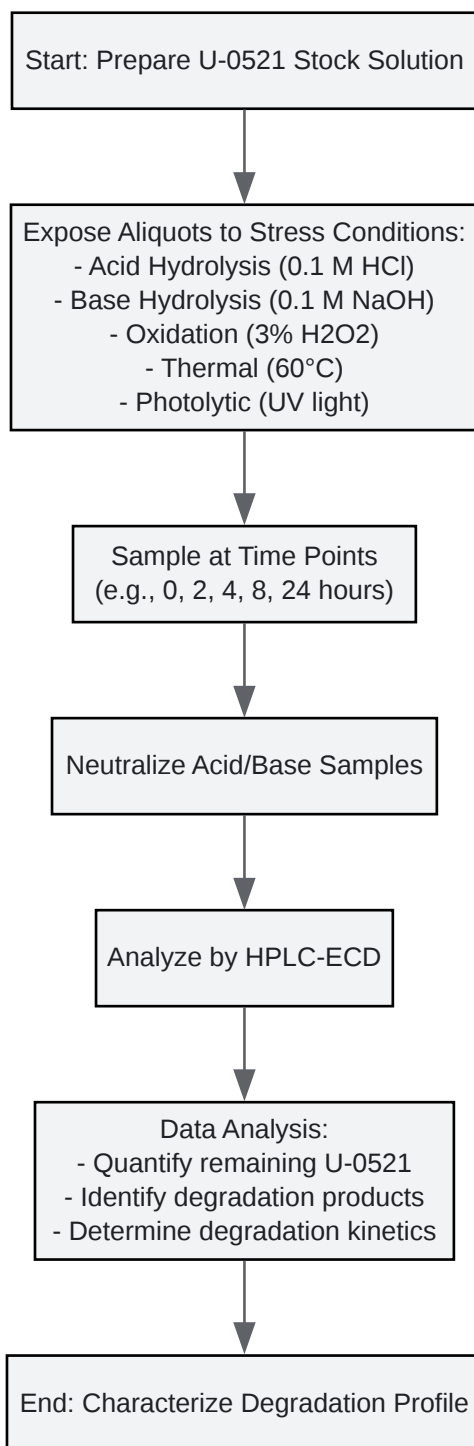 Start: Prepare U-0521 Stock Solution
Expose Aliquots to Stress Conditions:
- Acid Hydrolysis (0.1 M HCl)
- Base Hydrolysis (0.1 M NaOH)
- Oxidation (3% H2O2)
- Thermal (60°C)
- Photolytic (UV light)
Sample at Time Points
(e.g., 0, 2, 4, 8, 24 hours)
Neutralize Acid/Base Samples
Analyze by HPLC-ECD
Data Analysis:
- Quantify remaining U-0521
- Identify degradation products
- Determine degradation kinetics
End: Characterize Degradation Profile